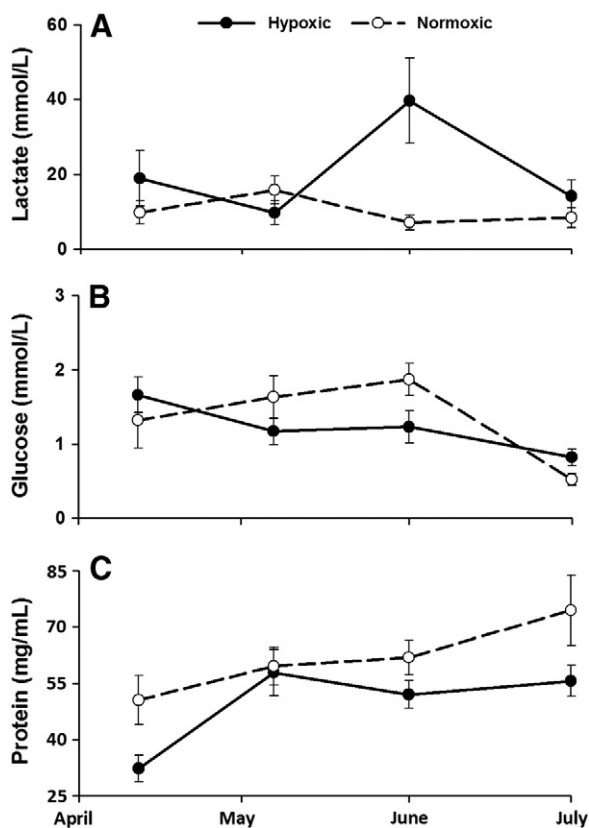 A
Hypoxic
Normoxic
Lactate (mmol/L)
60
40
20
0
B
Glucose (mmol/L)
3
2
1
0
C
Protein (mg/mL)
85
70
55
40
25
April
May
June
July